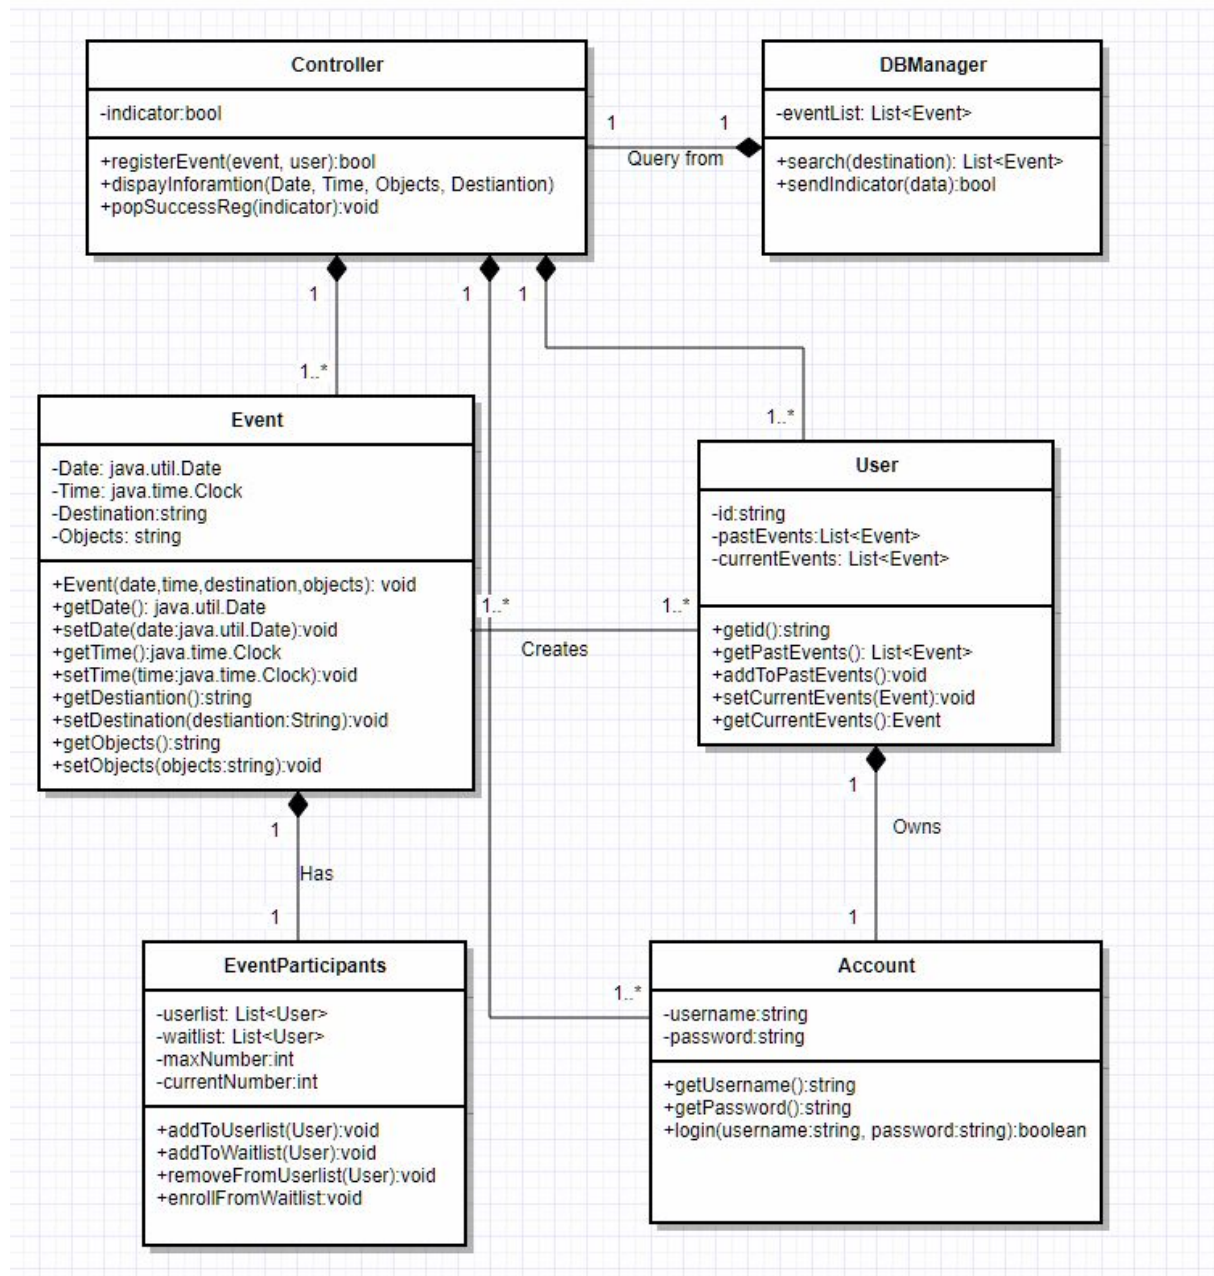 Controller
-indicator:bool
+registerEvent(event, user):bool
+dispayInforamtion(Date, Time, Objects, Destiantion)
+popSuccessReg(indicator):void
DBManager
-eventList: List<Event>
+search(destination): List<Event>
+sendIndicator(data):bool
1
1
Query from
1
1
1
1..*
1..*
Event
-Date: java.util.Date
-Time: java.time.Clock
-Destination:string
-Objects: string
+Event(date,time,destination,objects): void
+getDate(): java.util.Date
+setDate(date:java.util.Date):void
+getTime():java.time.Clock
+setTime(time:java.time.Clock):void
+getDestiantion():string
+setDestination(destiantion:String):void
+getObjects():string
+setObjects(objects:string):void
1..*
1..*
Creates
User
-id:string
-pastEvents:List<Event>
-currentEvents: List<Event>
+getid():string
+getPastEvents(): List<Event>
+addToPastEvents():void
+setCurrentEvents(Event):void
+getCurrentEvents():Event
1
Has
1
1
Owns
1
1..*
EventParticipants
-userlist: List<User>
-waitlist: List<User>
-maxNumber:int
-currentNumber:int
+addToUserlist(User):void
+addToWaitlist(User):void
+removeFromUserlist(User):void
+enrollFromWaitlist:void
Account
-username:string
-password:string
+getUsername():string
+getPassword():string
+login(username:string, password:string):boolean